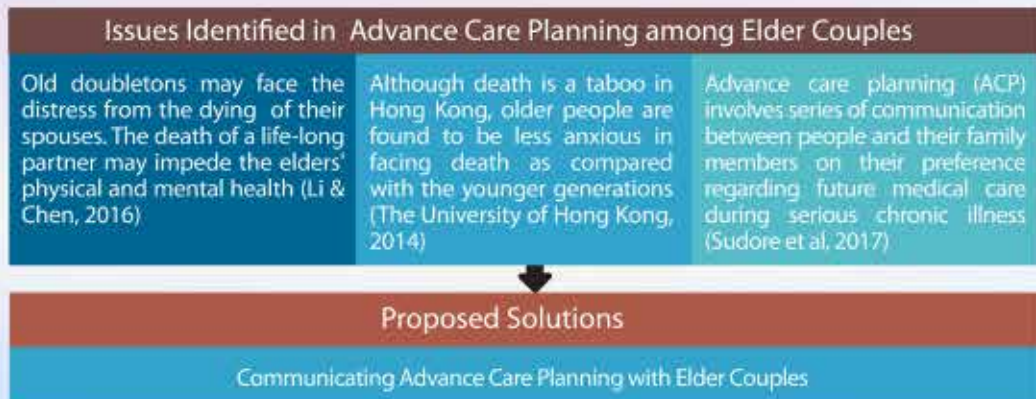 Issues Identified in Advance Care Planning among Elder Couples
Old doubletons may face the
distress from the dying of their
spouses. The death of a life-long
partner may impede the elders'
physical and mental health (Li &
Chen, 2016)
Although death is a taboo in
Hong Kong, older people are
found to be less anxious in
facing death as compared
with the younger generations
(The University of Hong Kong,
2014)
Advance care planning (ACP)
involves series of communication
between people and their family
members on their preference
regarding future medical care
during serious chronic illness
(Sudore et al, 2017)
Proposed Solutions
Communicating Advance Care Planning with Elder Couples